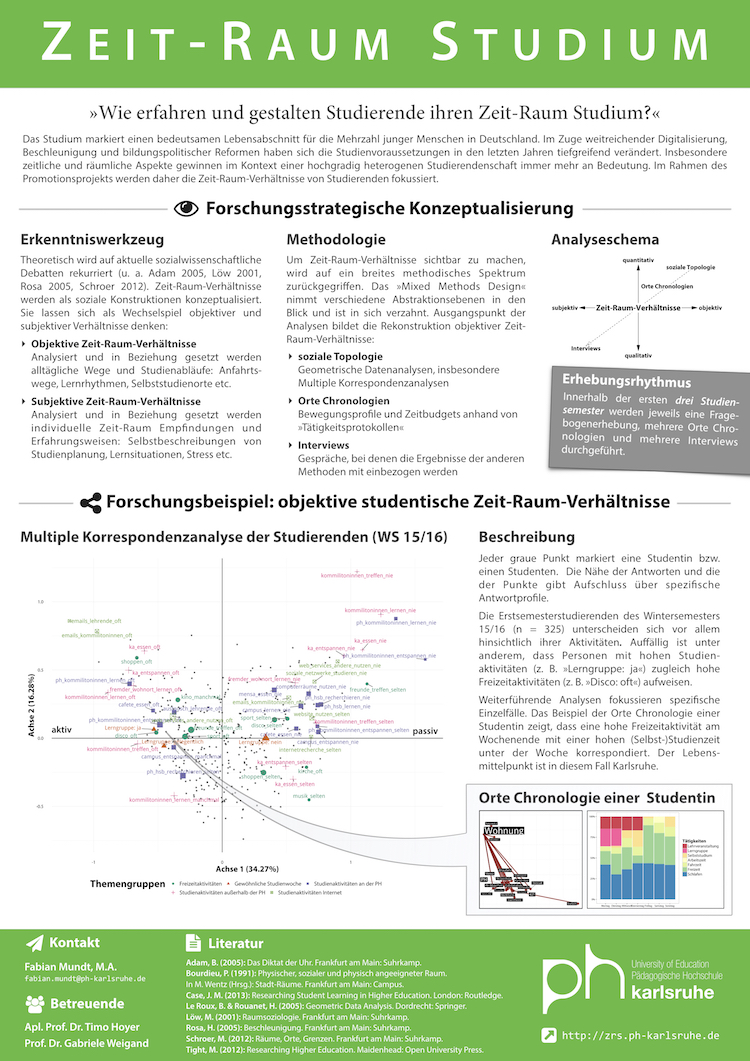 ZEIT-RAUM STUDIUM
»Wie erfahren und gestalten Studierende ihren Zeit-Raum Studium?«
Das Studium markiert einen bedeutsamen Lebensabschnitt für die Mehrzahl junger Menschen in Deutschland. Im Zuge weitreichender Digitalisierung,
Beschleunigung und bildungspolitischer Reformen haben sich die Studienvoraussetzungen in den letzten Jahren tiefgreifend verändert. Insbesondere
zeitliche und räumliche Aspekte gewinnen im Kontext einer hochgradig heterogenen Studierendenschaft immer mehr an Bedeutung. Im Rahmen des
Promotionsprojekts werden daher die Zeit-Raum-Verhältnisse von Studierenden fokussiert.
Forschungsstrategische Konzeptualisierung
Erkenntniswerkzeug
Theoretisch wird auf aktuelle sozialwissenschaftliche
Debatten rekurriert (u. a. Adam 2005, Löw 2001,
Rosa 2005, Schroer 2012). Zeit-Raum-Verhältnisse
werden als soziale Konstruktionen konzeptualisiert.
Sie lassen sich als Wechselspiel objektiver und
subjektiver Verhältnisse denken:
Objektive Zeit-Raum-Verhältnisse
Analysiert und in Beziehung gesetzt werden
alltägliche Wege und Studienabläufe: Anfahrts-
wege, Lernrhythmen, Selbststudienorte etc.
Subjektive Zeit-Raum-Verhältnisse
Analysiert und in Beziehung gesetzt werden
individuelle Zeit-Raum Empfindungen und
Erfahrungsweisen: Selbstbeschreibungen von
Studienplanung, Lernsituationen, Stress etc.
Methodologie
Um Zeit-Raum-Verhältnisse sichtbar zu machen,
wird auf ein breites methodisches Spektrum
zurückgegriffen. Das »Mixed Methods Design«
nimmt verschiedene Abstraktionsebenen in den
Blick und ist in sich verzahnt. Ausgangspunkt der
Analysen bildet die Rekonstruktion objektiver Zeit-
Raum-Verhältnisse:
soziale Topologie
Geometrische Datenanalysen, insbesondere
Multiple Korrespondenzanalysen
Orte Chronologien
Bewegungsprofile und Zeitbudgets anhand von
»Tätigkeitsprotokollen«
Interviews
Gespräche, bei denen die Ergebnisse der anderen
Methoden mit einbezogen werden
Analyseschema
quantitativ
soziale Topologie
Orte Chronologien
subjektiv
Zeit-Raum-Verhältnisse
objektiv
Interviews
qualitativ
Erhebungsrhythmus
Innerhalb der ersten drei Studien-
semester werden jeweils eine Frage-
bogenerhebung, mehrere Orte Chro-
nologien und mehrere Interviews
durchgeführt.
Forschungsbeispiel: objektive studentische Zeit-Raum-Verhältnisse
Multiple Korrespondenzanalyse der Studierenden (WS 15/16)
kommilitoninnen_treffen_nie
kommilitoninnen_lernen_nie
ph_kommilitoninnen_lernen_nie
emails_lehrende_oft
emails_kommilitoninnen_oft
ka_essen_oft
ka_essen_nie
ka_entspannen_nie
ph_kommilitoninnen_entspannen_nie
shoppen_oft
ka_entspannen_oft
freunde_treffen_selten
kommilitoninnen_lernen_oft
aktiv
passiv
kommilitoninnen_treffen_oft
campus_entspannen_nie
internetrecherche_selten
ka_entspannen_selten
kirche_oft
shoppen_selten
ka_essen_selten
musik_selten
kommilitoninnen_lernen_manchmal
Achse 2 (16.28%)
1.0
0.5
0.0
-0.5
-1
0
1
Achse 1 (34.27%)
Themengruppen
Freizeitaktivitäten
Gewöhnliche Studienwoche
Studienaktivitäten an der PH
Studienaktivitäten außerhalb der PH
Studienaktivitäten Internet
Beschreibung
Jeder graue Punkt markiert eine Studentin bzw.
einen Studenten. Die Nähe der Antworten und die
der Punkte gibt Aufschluss über spezifische
Antwortprofile.
Die Erstsemesterstudierenden des Wintersemesters
15/16 (n = 325) unterscheiden sich vor allem
hinsichtlich ihrer Aktivitäten. Auffällig ist unter
anderem, dass Personen mit hohen Studien-
aktivitäten (z. B. »Lerngruppe: ja«) zugleich hohe
Freizeitaktivitäten (z. B. »Disco: oft«) aufweisen.
Weiterführende Analysen fokussieren spezifische
Einzelfälle. Das Beispiel der Orte Chronologie einer
Studentin zeigt, dass eine hohe Freizeitaktivität am
Wochenende mit einer hohen (Selbst-)Studienzeit
unter der Woche korrespondiert. Der Lebens-
mittelpunkt ist in diesem Fall Karlsruhe.
Orte Chronologie einer Studentin
Wohnung
Tätigkeiten
Lehrveranstaltung
Lerngruppe
Selbststudium
Arbeitszeit
Fahrzeit
Freizeit
Schlafen
Kontakt
Fabian Mundt, M.A.
fabian.mundt@ph-karlsruhe.de
Betreuende
Apl. Prof. Dr. Timo Hoyer
Prof. Dr. Gabriele Weigand
Literatur
Adam, B. (2005): Das Diktat der Uhr. Frankfurt am Main: Suhrkamp.
Bourdieu, P. (1991): Physischer, sozialer und physisch angeeigneter Raum.
In M. Wentz (Hrsg.): Stadt-Räume. Frankfurt am Main: Campus.
Case, J. M. (2013): Researching Student Learning in Higher Education. London: Routledge.
Le Roux, B. & Rouanet, H. (2005): Geometric Data Analysis. Dordrecht: Springer.
Löw, M. (2001): Raumsoziologie. Frankfurt am Main: Suhrkamp.
Rosa, H. (2005): Beschleunigung. Frankfurt am Main: Suhrkamp.
Schroer, M. (2012): Räume, Orte, Grenzen. Frankfurt am Main: Suhrkamp.
Tight, M. (2012): Researching Higher Education. Maidenhead: Open University Press.
ph
University of Education
Pädagogische Hochschule
karlsruhe
http://zrs.ph-karlsruhe.de